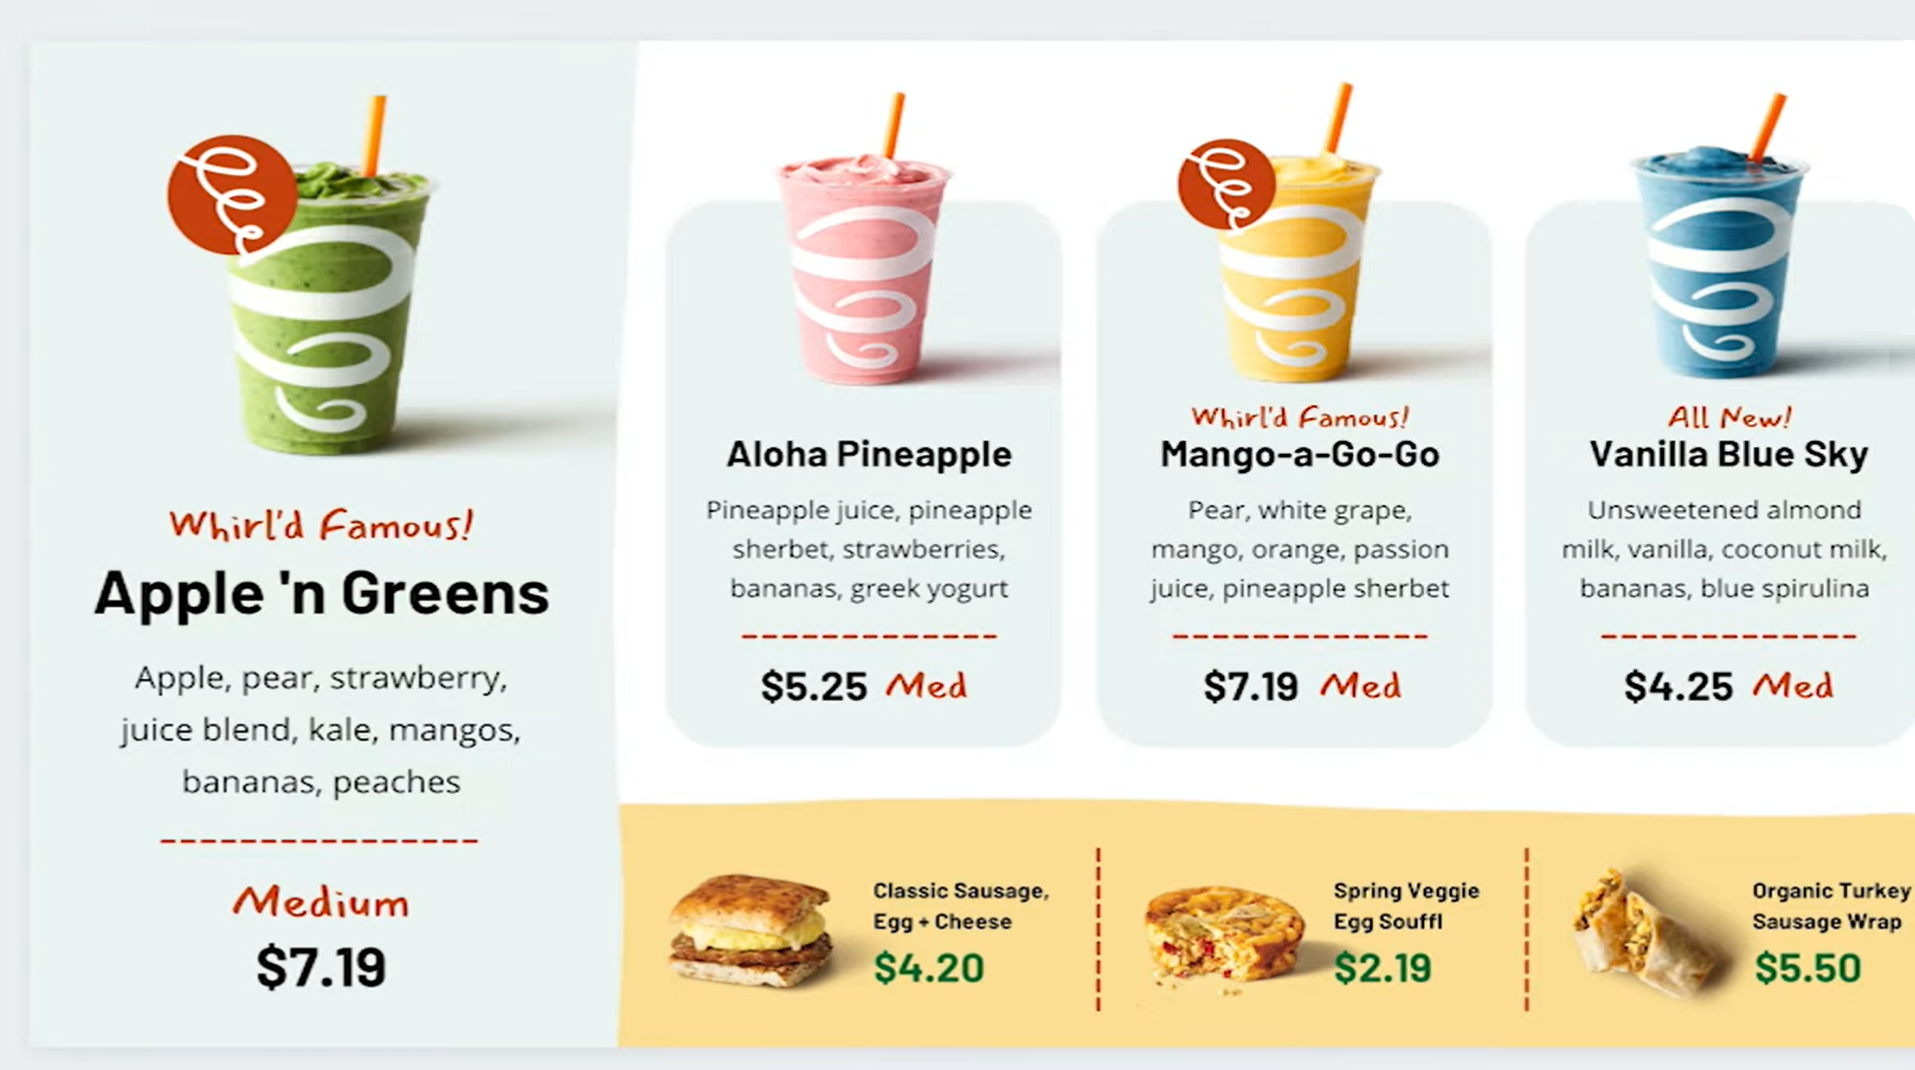 Whirl'd Famous!
Apple 'n Greens
Apple, pear, strawberry,
juice blend, kale, mangos,
bananas, peaches
Medium
$7.19
Aloha Pineapple
Pineapple juice, pineapple
sherbet, strawberries,
bananas, greek yogurt
$5.25 Med
Whirl'd Famous!
Mango-a-Go-Go
Pear, white grape,
mango, orange, passion
juice, pineapple sherbet
$7.19 Med
All New!
Vanilla Blue Sky
Unsweetened almond
milk, vanilla, coconut milk,
bananas, blue spirulina
$4.25 Med
Classic Sausage,
Egg + Cheese
$4.20
Spring Veggie
Egg Souffl
$2.19
Organic Turkey
Sausage Wrap
$5.50